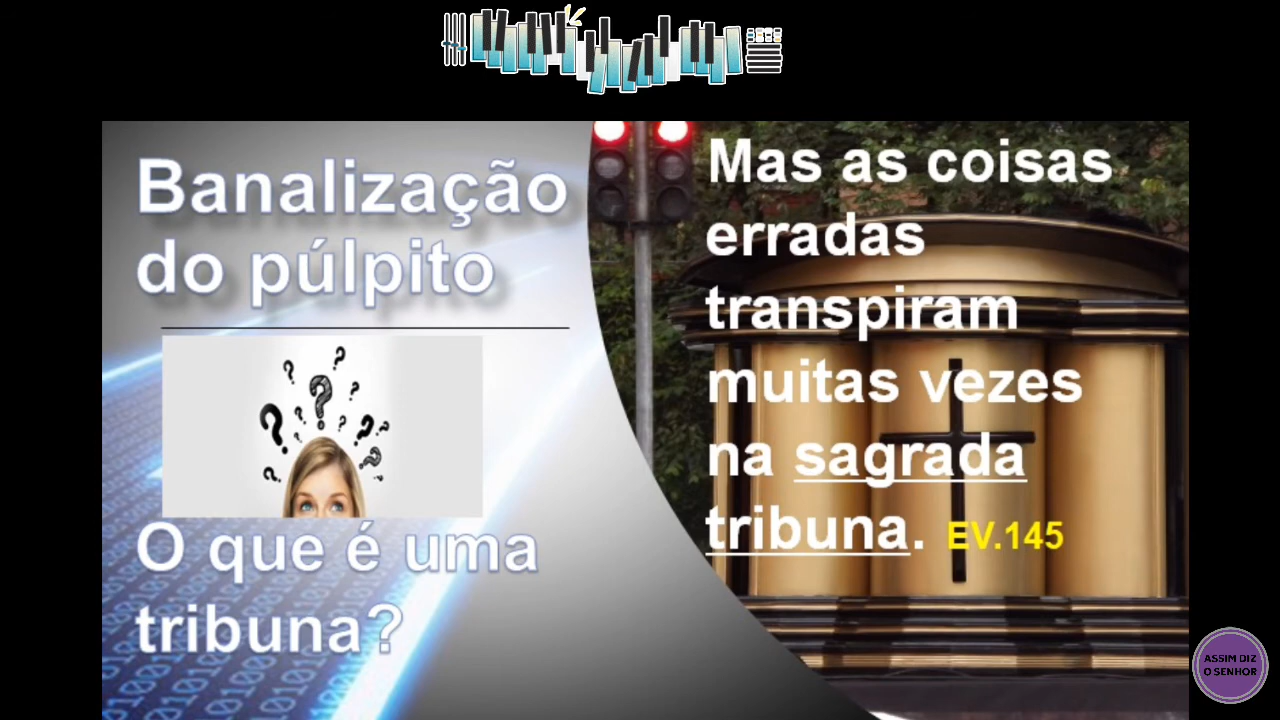 Banalização
do púlpito
O que é uma
tribuna?
Mas as coisas
erradas
transpiram
muitas vezes
na sagrada
tribuna. EV.145
ASSIM DIZ
O SENHOR